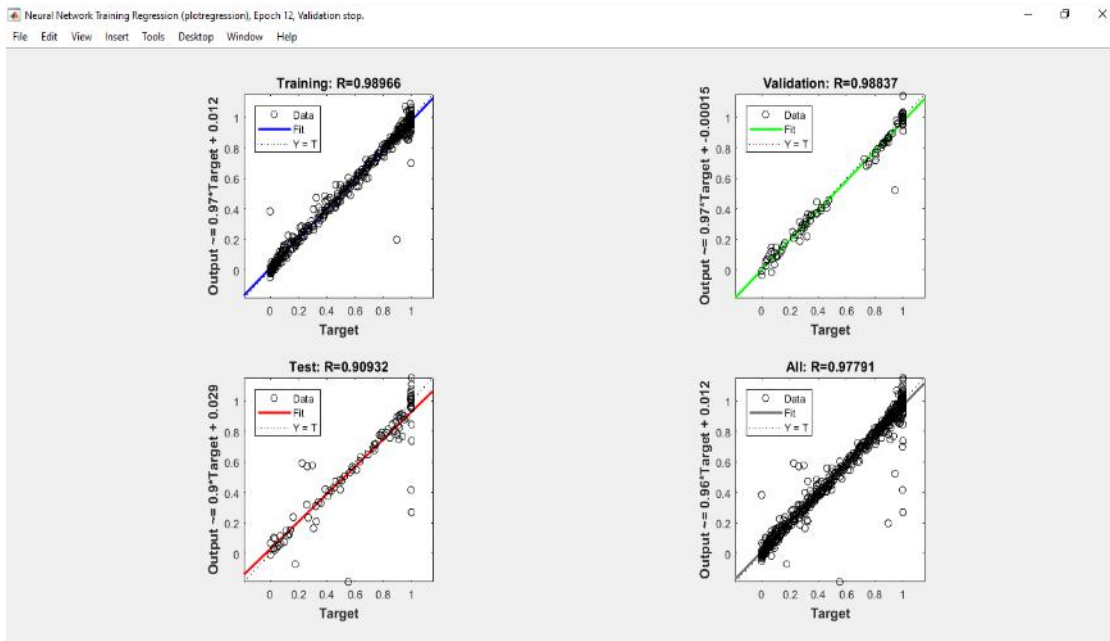 Neural Network Training Regression (plotregression), Epoch 12, Validation stop.
File Edit View Insert Tools Desktop Window Help
Training: R=0.98966
Output ~= 0.97*Target + 0.012
Data
Fit
Y = T
1
0.8
0.6
0.4
0.2
0
0 0.2 0.4 0.6 0.8 1
Target
Validation: R=0.98837
Output ~= 0.97*Target + -0.00015
Data
Fit
Y = T
1
0.8
0.6
0.4
0.2
0
0 0.2 0.4 0.6 0.8 1
Target
Test: R=0.90932
Output ~= 0.9*Target + 0.029
Data
Fit
Y = T
1
0.8
0.6
0.4
0.2
0
0 0.2 0.4 0.6 0.8 1
Target
All: R=0.97791
Output ~= 0.96*Target + 0.012
Data
Fit
Y = T
1
0.8
0.6
0.4
0.2
0
0 0.2 0.4 0.6 0.8 1
Target